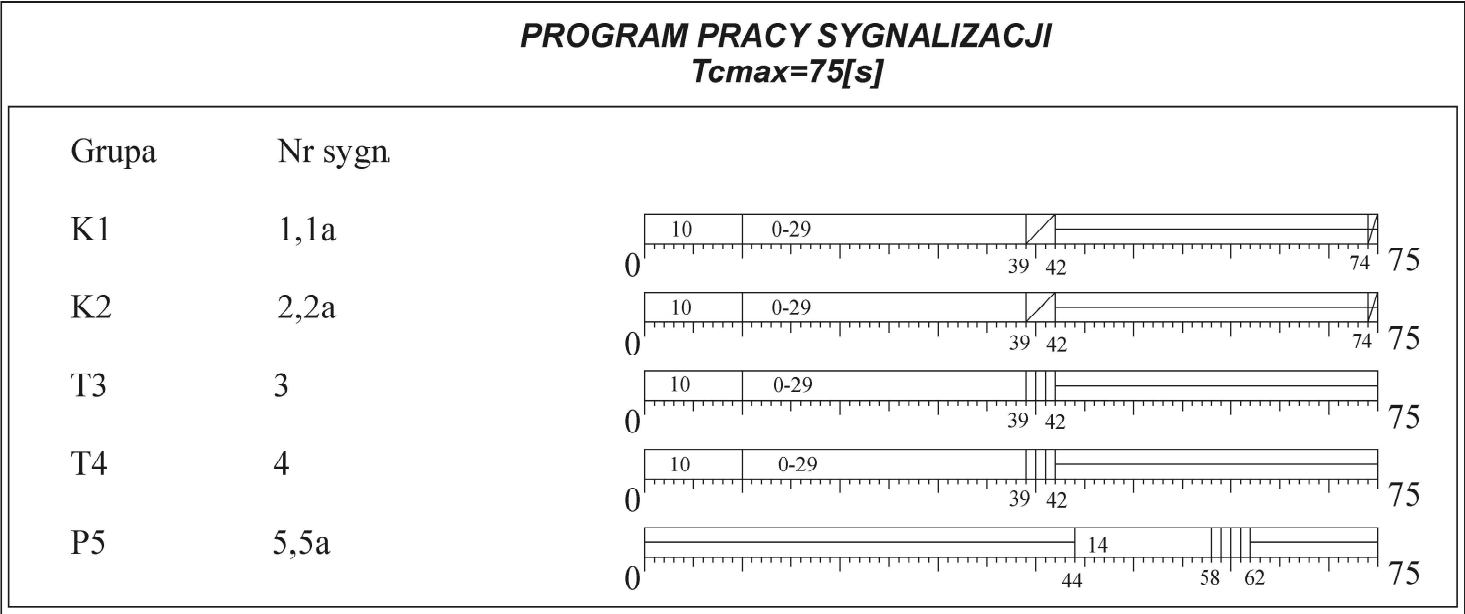 PROGRAM PRACY SYGNALIZACJI
Tcmax=75[s]
Grupa Nr sygn
K1 1,1a 10 0-29
0 39 42 74 75
K2 2,2a 10 0-29
0 39 42 74 75
T3 3 10 0-29
0 39 42 75
T4 4 10 0-29
0 39 42 75
P5 5,5a 14
0 44 58 62 75